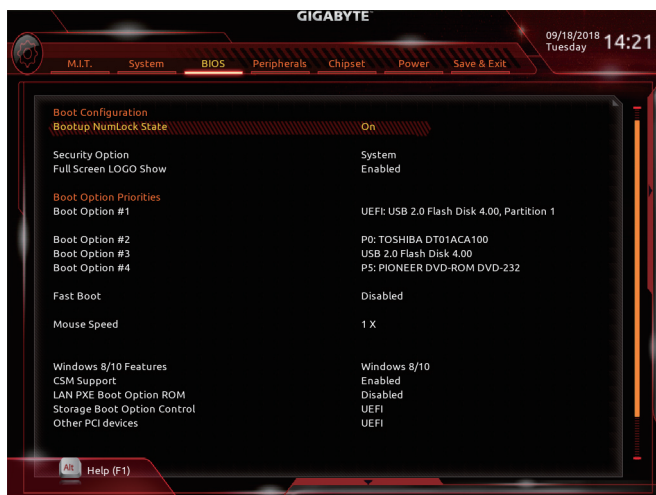 GIGABYTE
09/18/2018 Tuesday 14:21
M.I.T. System BIOS Peripherals Chipset Power Save & Exit
Boot Configuration
Bootup NumLock State On
Security Option System
Full Screen LOGO Show Enabled
Boot Option Priorities
Boot Option #1 UEFI: USB 2.0 Flash Disk 4.00, Partition 1
Boot Option #2 P0: TOSHIBA DT01ACA100
Boot Option #3 USB 2.0 Flash Disk 4.00
Boot Option #4 P5: PIONEER DVD-ROM DVD-232
Fast Boot Disabled
Mouse Speed 1 X
Windows 8/10 Features Windows 8/10
CSM Support Enabled
LAN PXE Boot Option ROM Disabled
Storage Boot Option Control UEFI
Other PCI devices UEFI
Alt Help (F1)